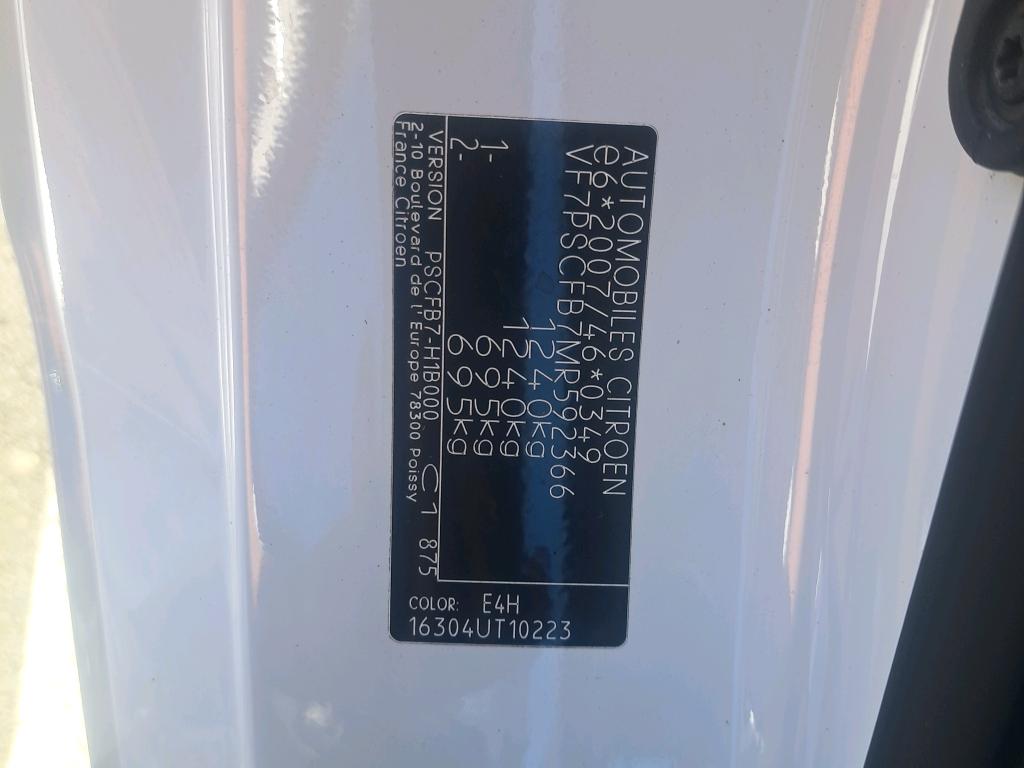 AUTOMOBILES CITROEN
e6*2007/46*0349
VF7PSCFB7MR592366
1240kg
1240kg
1- 695kg
2- 695kg
VERSION PSCFB7-H1B000 C1 875
2-10 Boulevard de l' Europe 78300 Poissy
France Citroen
COLOR: E4H
16304UT10223